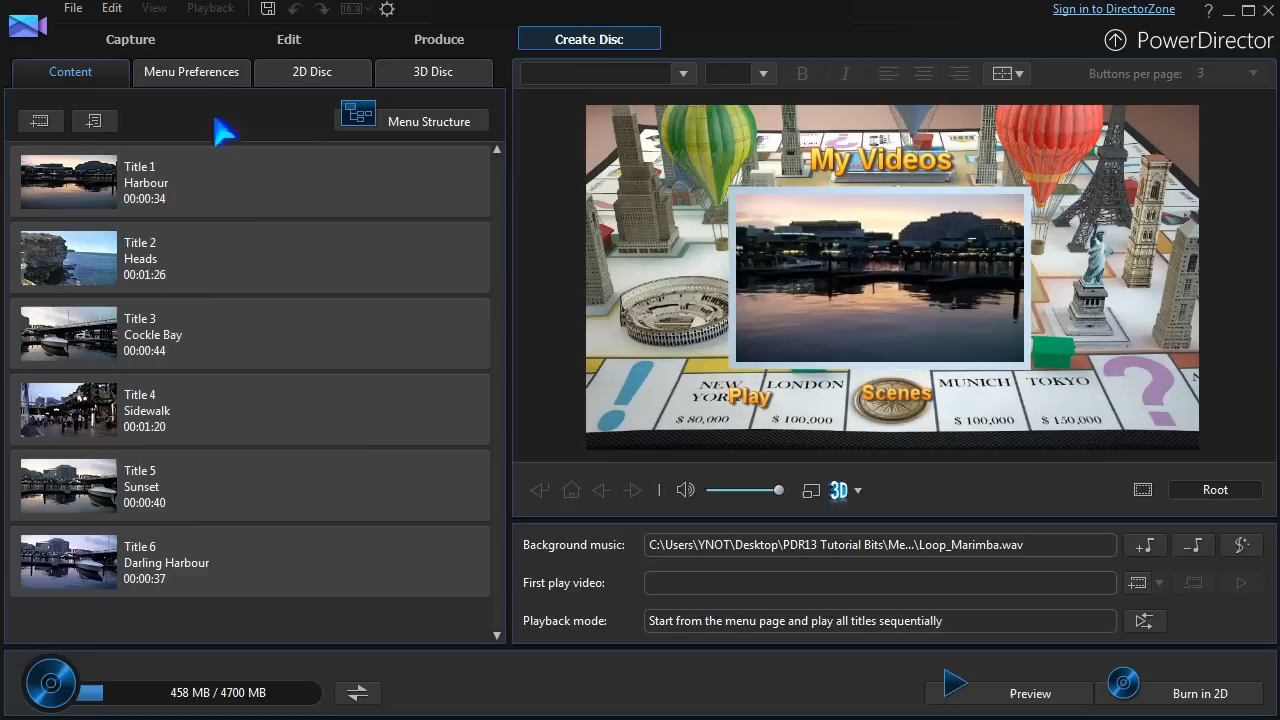 File Edit View Playback 16:9 Sign in to DirectorZone ?
Capture Edit Produce Create Disc PowerDirector
Content Menu Preferences 2D Disc 3D Disc
B I Buttons per page: 3
Menu Structure
Title 1
Harbour
00:00:34
Title 2
Heads
00:01:26
Title 3
Cockle Bay
00:00:44
Title 4
Sidewalk
00:01:20
Title 5
Sunset
00:00:40
Title 6
Darling Harbour
00:00:37
My Videos
!
NEW
YORK
$ 80,000
LONDON
$ 100,000
MUNICH
$ 100,000
TOKYO
$ 150,000
?
Play
Scenes
3D
Root
Background music: C:\Users\YNOT\Desktop\PDR13 Tutorial Bits\Me...\Loop_Marimba.wav
First play video:
Playback mode: Start from the menu page and play all titles sequentially
458 MB / 4700 MB
Preview
Burn in 2D